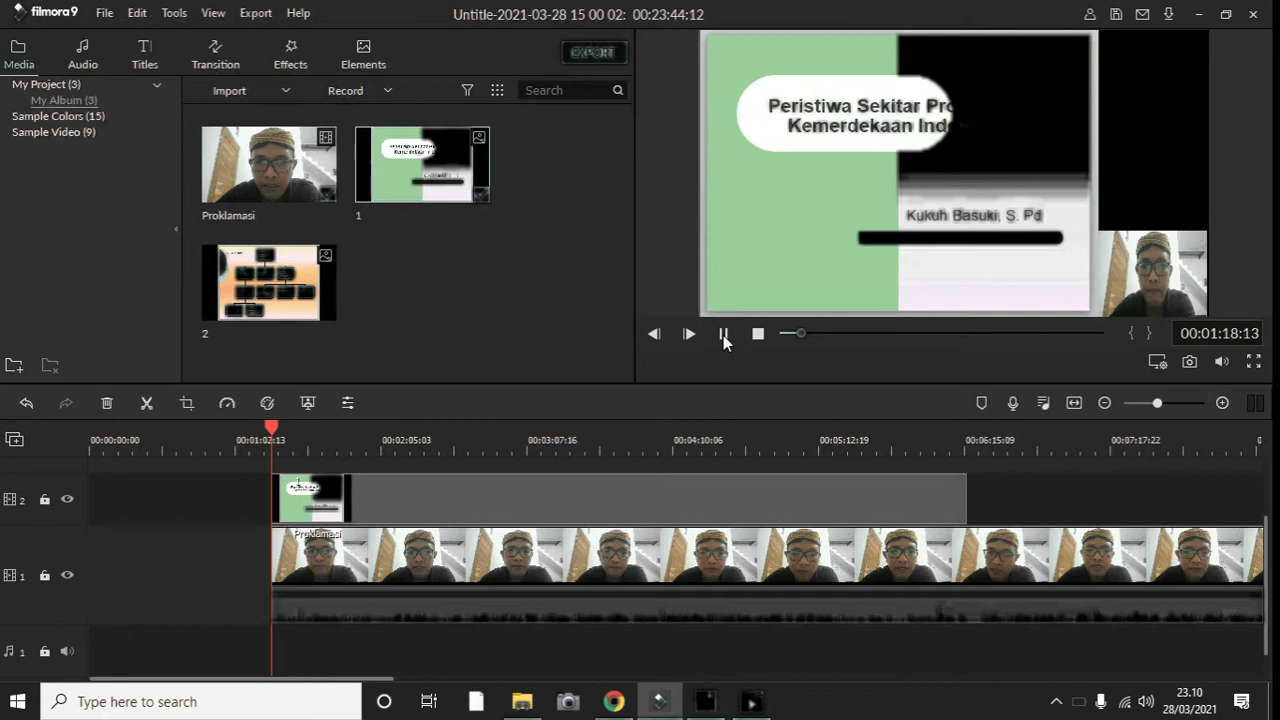 filmora9 File Edit Tools View Export Help Untitle-2021-03-28 15 00 02: 00:23:44:12
Media Audio Titles Transition Effects Elements EXPORT
My Project (3)
My Album (3)
Sample Colors (15)
Sample Video (9)
Import Record Search
Proklamasi
1
2
Peristiwa Sekitar Pro
Kemerdekaan Indo
Kukuh Basuki, S. Pd
{ } 00:01:18:13
00:00:00:00 00:01:02:13 00:02:05:03 00:03:07:16 00:04:10:06 00:05:12:19 00:06:15:09 00:07:17:22 0
2
1 Proklamasi
1
Type here to search
23.10
28/03/2021